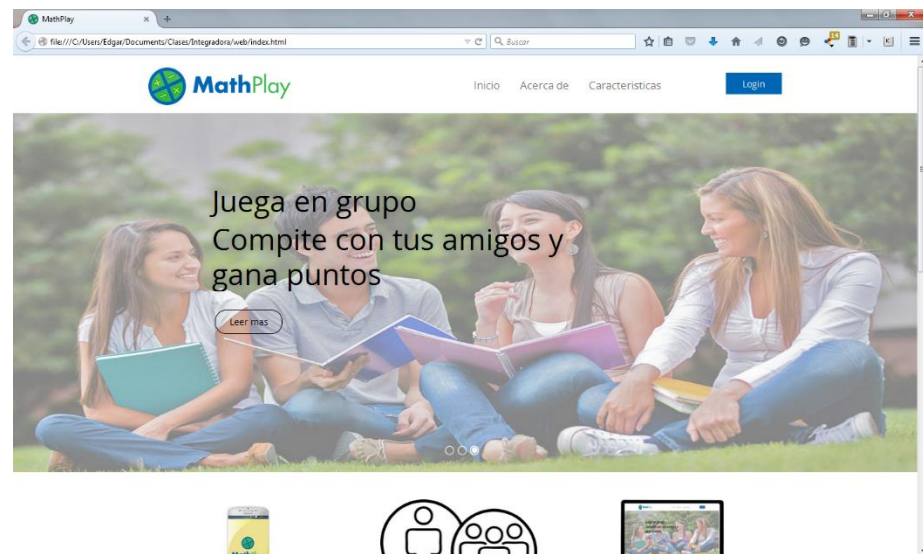 MathPlay
file:///C:/Users/Edgar/Documents/Clases/Integradora/web/index.html
Buscar
14
MathPlay
Inicio Acerca de Caracteristicas Login
Juega en grupo
Compite con tus amigos y
gana puntos
Leer mas